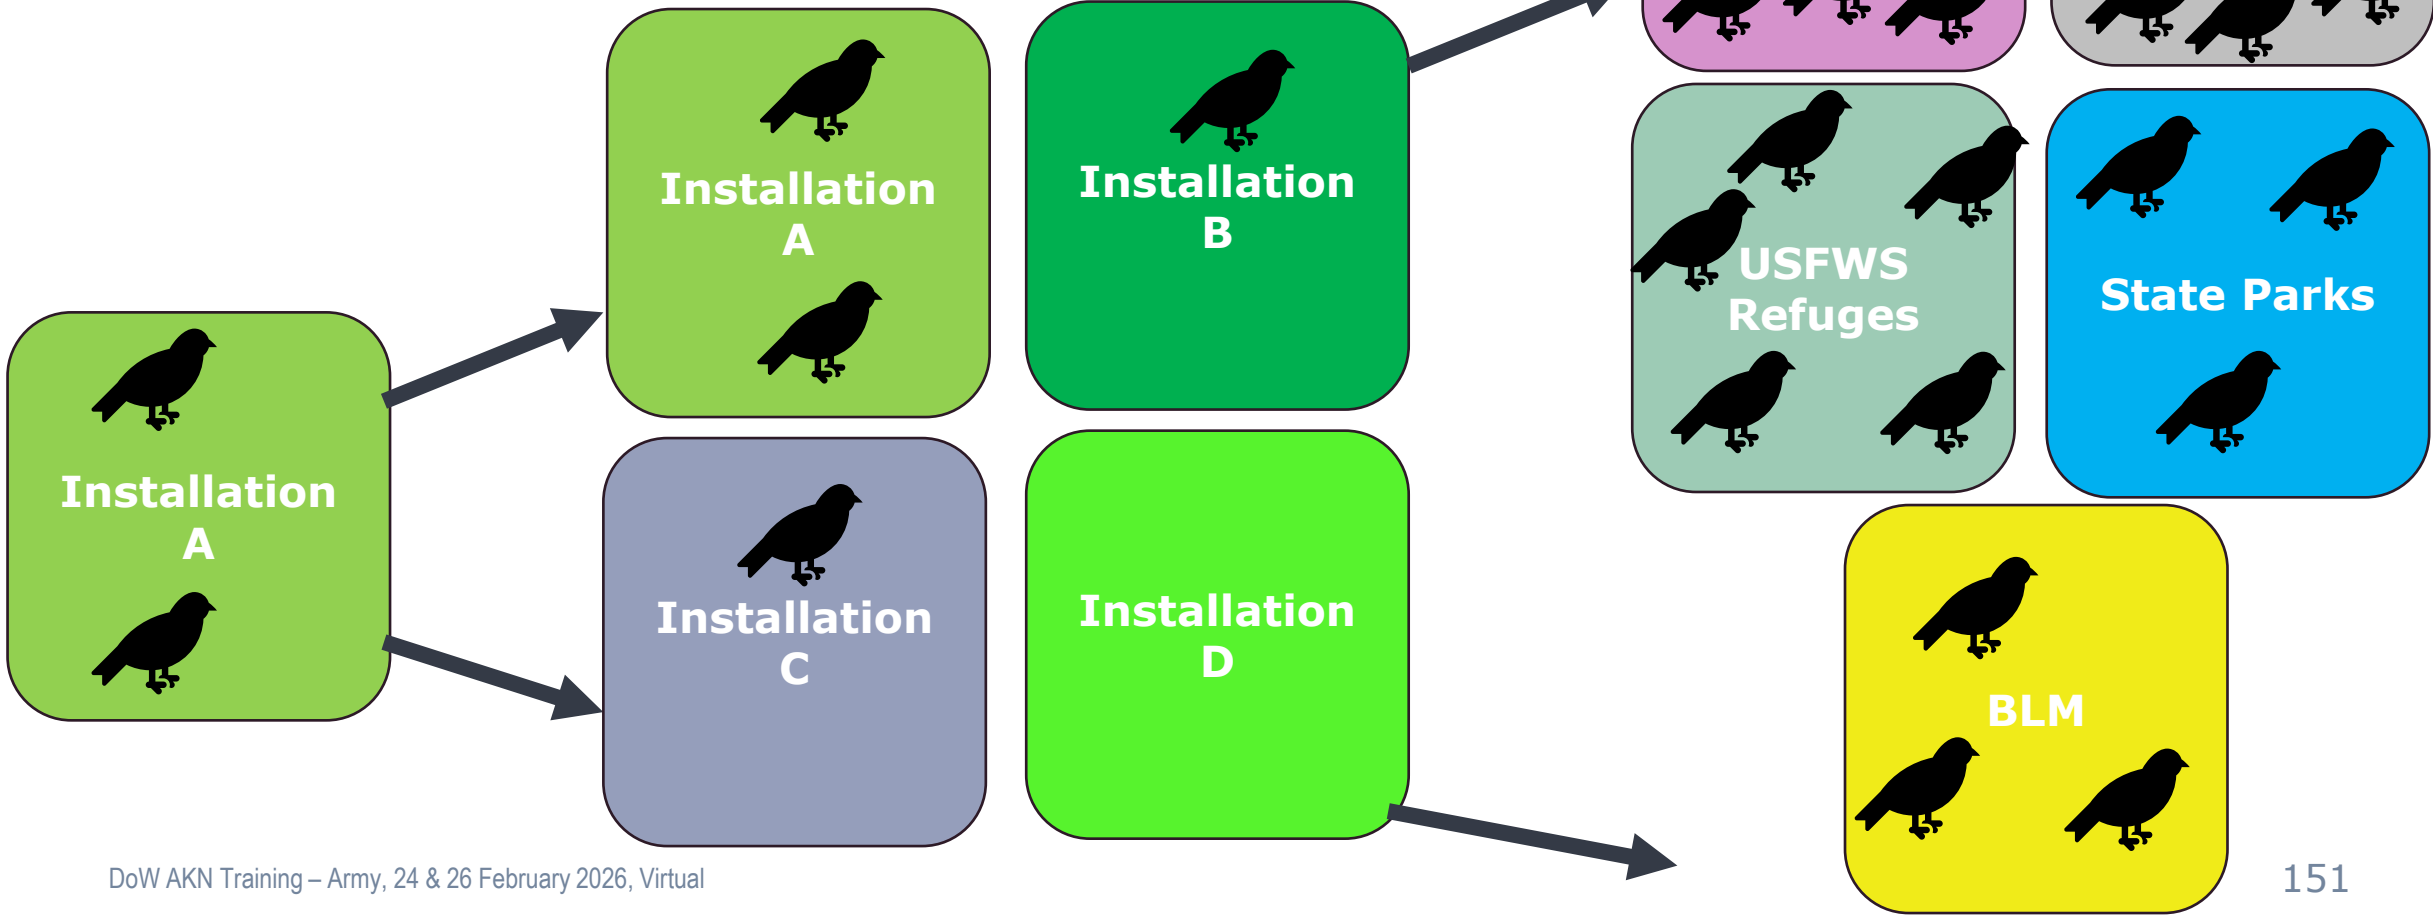 Installation
A
Installation
A
Installation
B
Installation
C
Installation
D
USFWS
Refuges
State Parks
BLM
DoW AKN Training – Army, 24 & 26 February 2026, Virtual
151